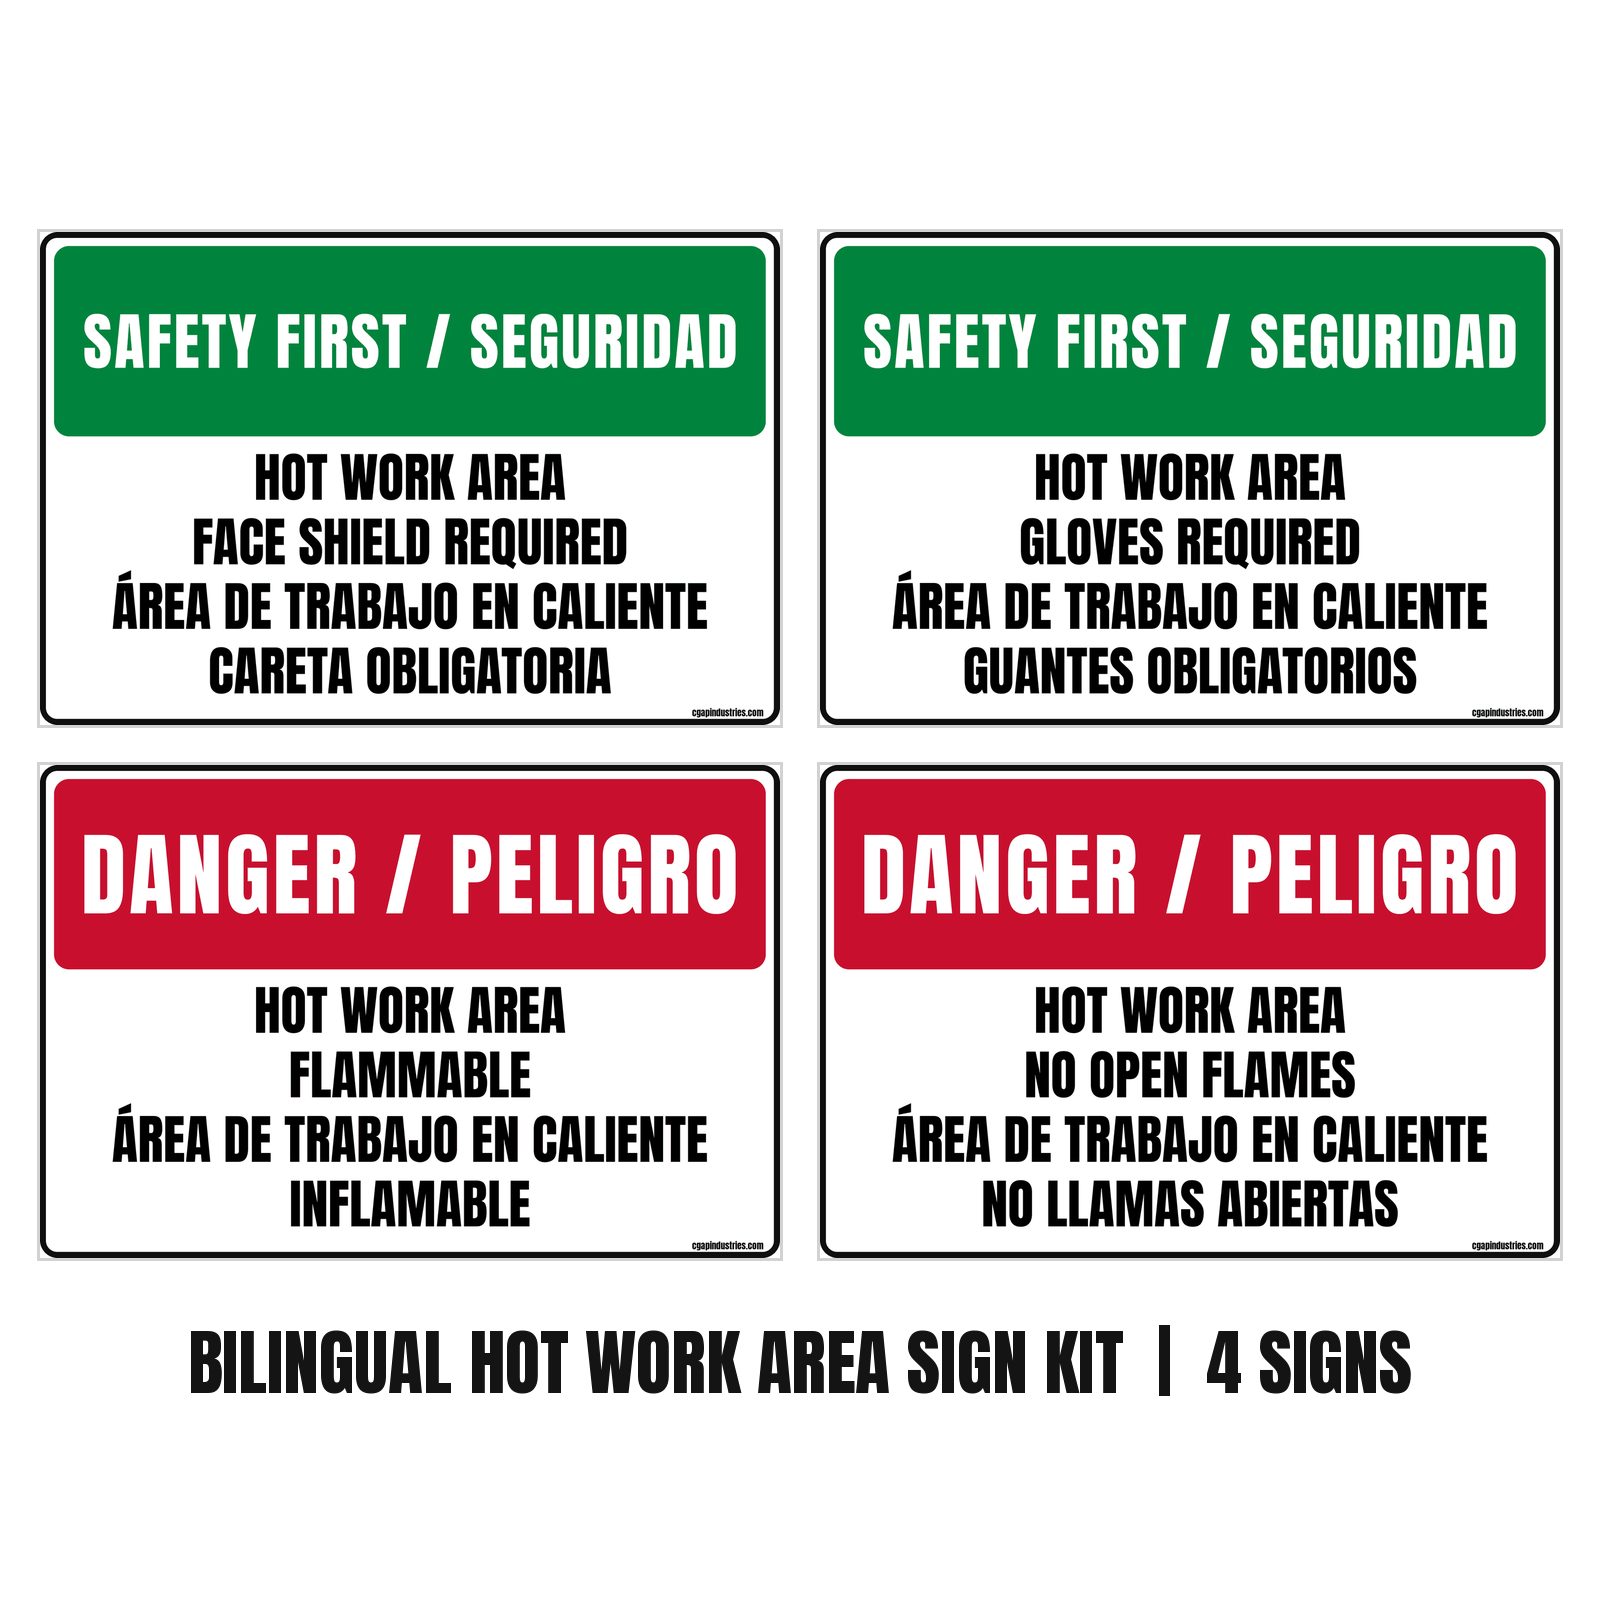 SAFETY FIRST / SEGURIDAD
HOT WORK AREA
FACE SHIELD REQUIRED
ÁREA DE TRABAJO EN CALIENTE
CARETA OBLIGATORIA
cgapindustries.com
SAFETY FIRST / SEGURIDAD
HOT WORK AREA
GLOVES REQUIRED
ÁREA DE TRABAJO EN CALIENTE
GUANTES OBLIGATORIOS
cgapindustries.com
DANGER / PELIGRO
HOT WORK AREA
FLAMMABLE
ÁREA DE TRABAJO EN CALIENTE
INFLAMABLE
cgapindustries.com
DANGER / PELIGRO
HOT WORK AREA
NO OPEN FLAMES
ÁREA DE TRABAJO EN CALIENTE
NO LLAMAS ABIERTAS
cgapindustries.com
BILINGUAL HOT WORK AREA SIGN KIT | 4 SIGNS